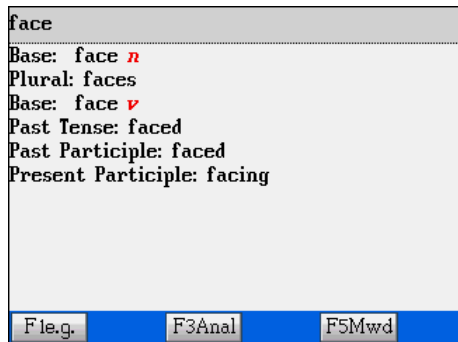 face
Base: face n
Plural: faces
Base: face v
Past Tense: faced
Past Participle: faced
Present Participle: facing
F1e.g. F3Anal F5Mwd